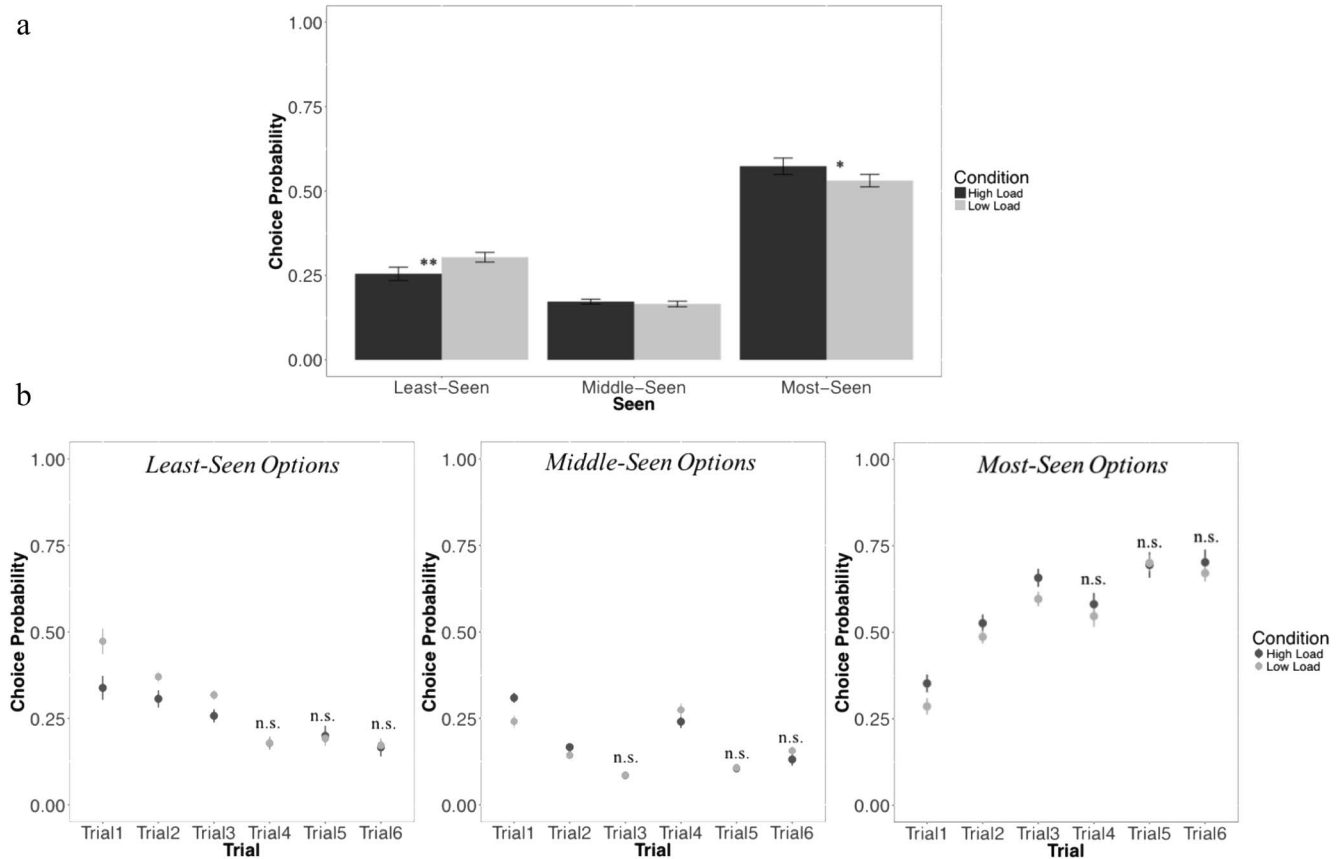 a
1.00
0.75
0.50
0.25
0.00
Choice Probability
**
*
Least-Seen Middle-Seen Most-Seen
Seen
Condition
High Load
Low Load
b
Least-Seen Options
1.00
0.75
0.50
0.25
0.00
Choice Probability
n.s. n.s. n.s.
Trial1 Trial2 Trial3 Trial4 Trial5 Trial6
Trial
Middle-Seen Options
1.00
0.75
0.50
0.25
0.00
Choice Probability
n.s. n.s. n.s.
Trial1 Trial2 Trial3 Trial4 Trial5 Trial6
Trial
Most-Seen Options
1.00
0.75
0.50
0.25
0.00
Choice Probability
n.s. n.s. n.s.
Trial1 Trial2 Trial3 Trial4 Trial5 Trial6
Trial
Condition
High Load
Low Load